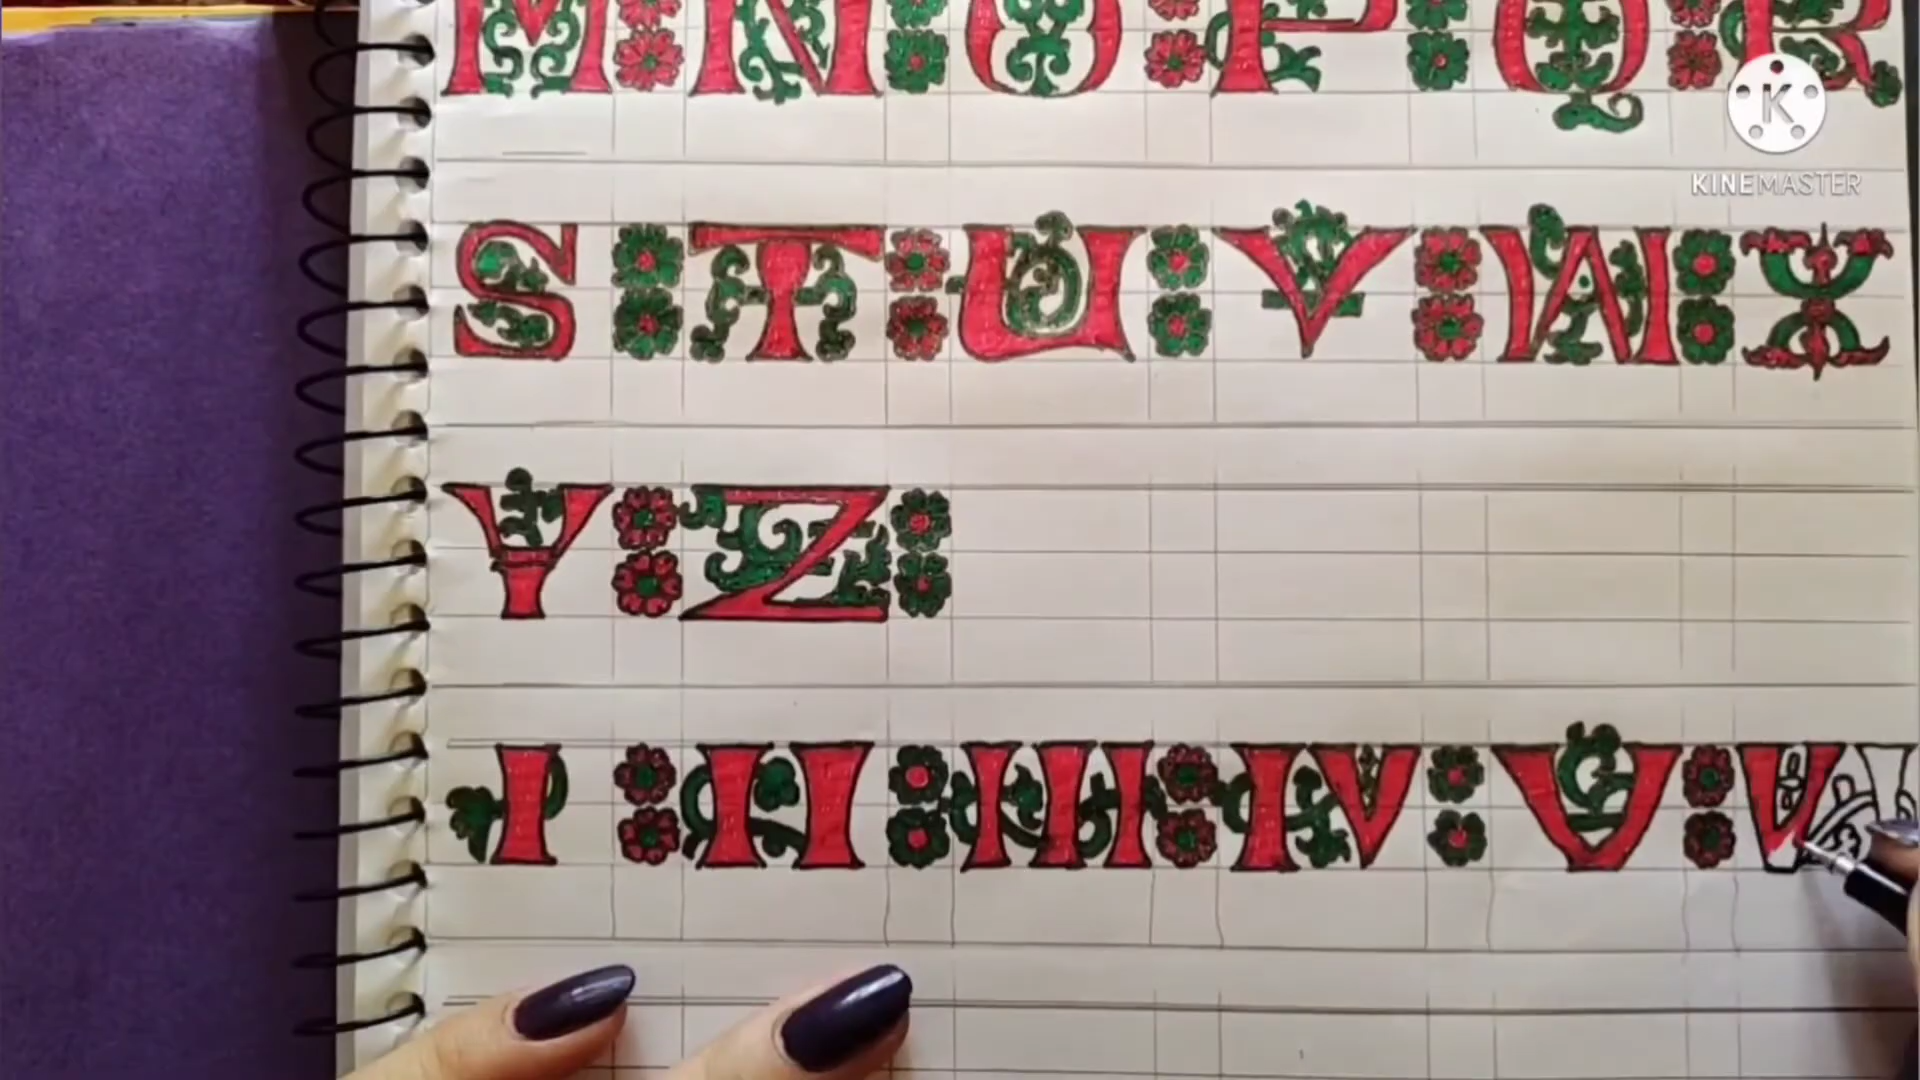 M N O P Q R
KINEMASTER
S T U V W X
Y Z
I II III IV V VI